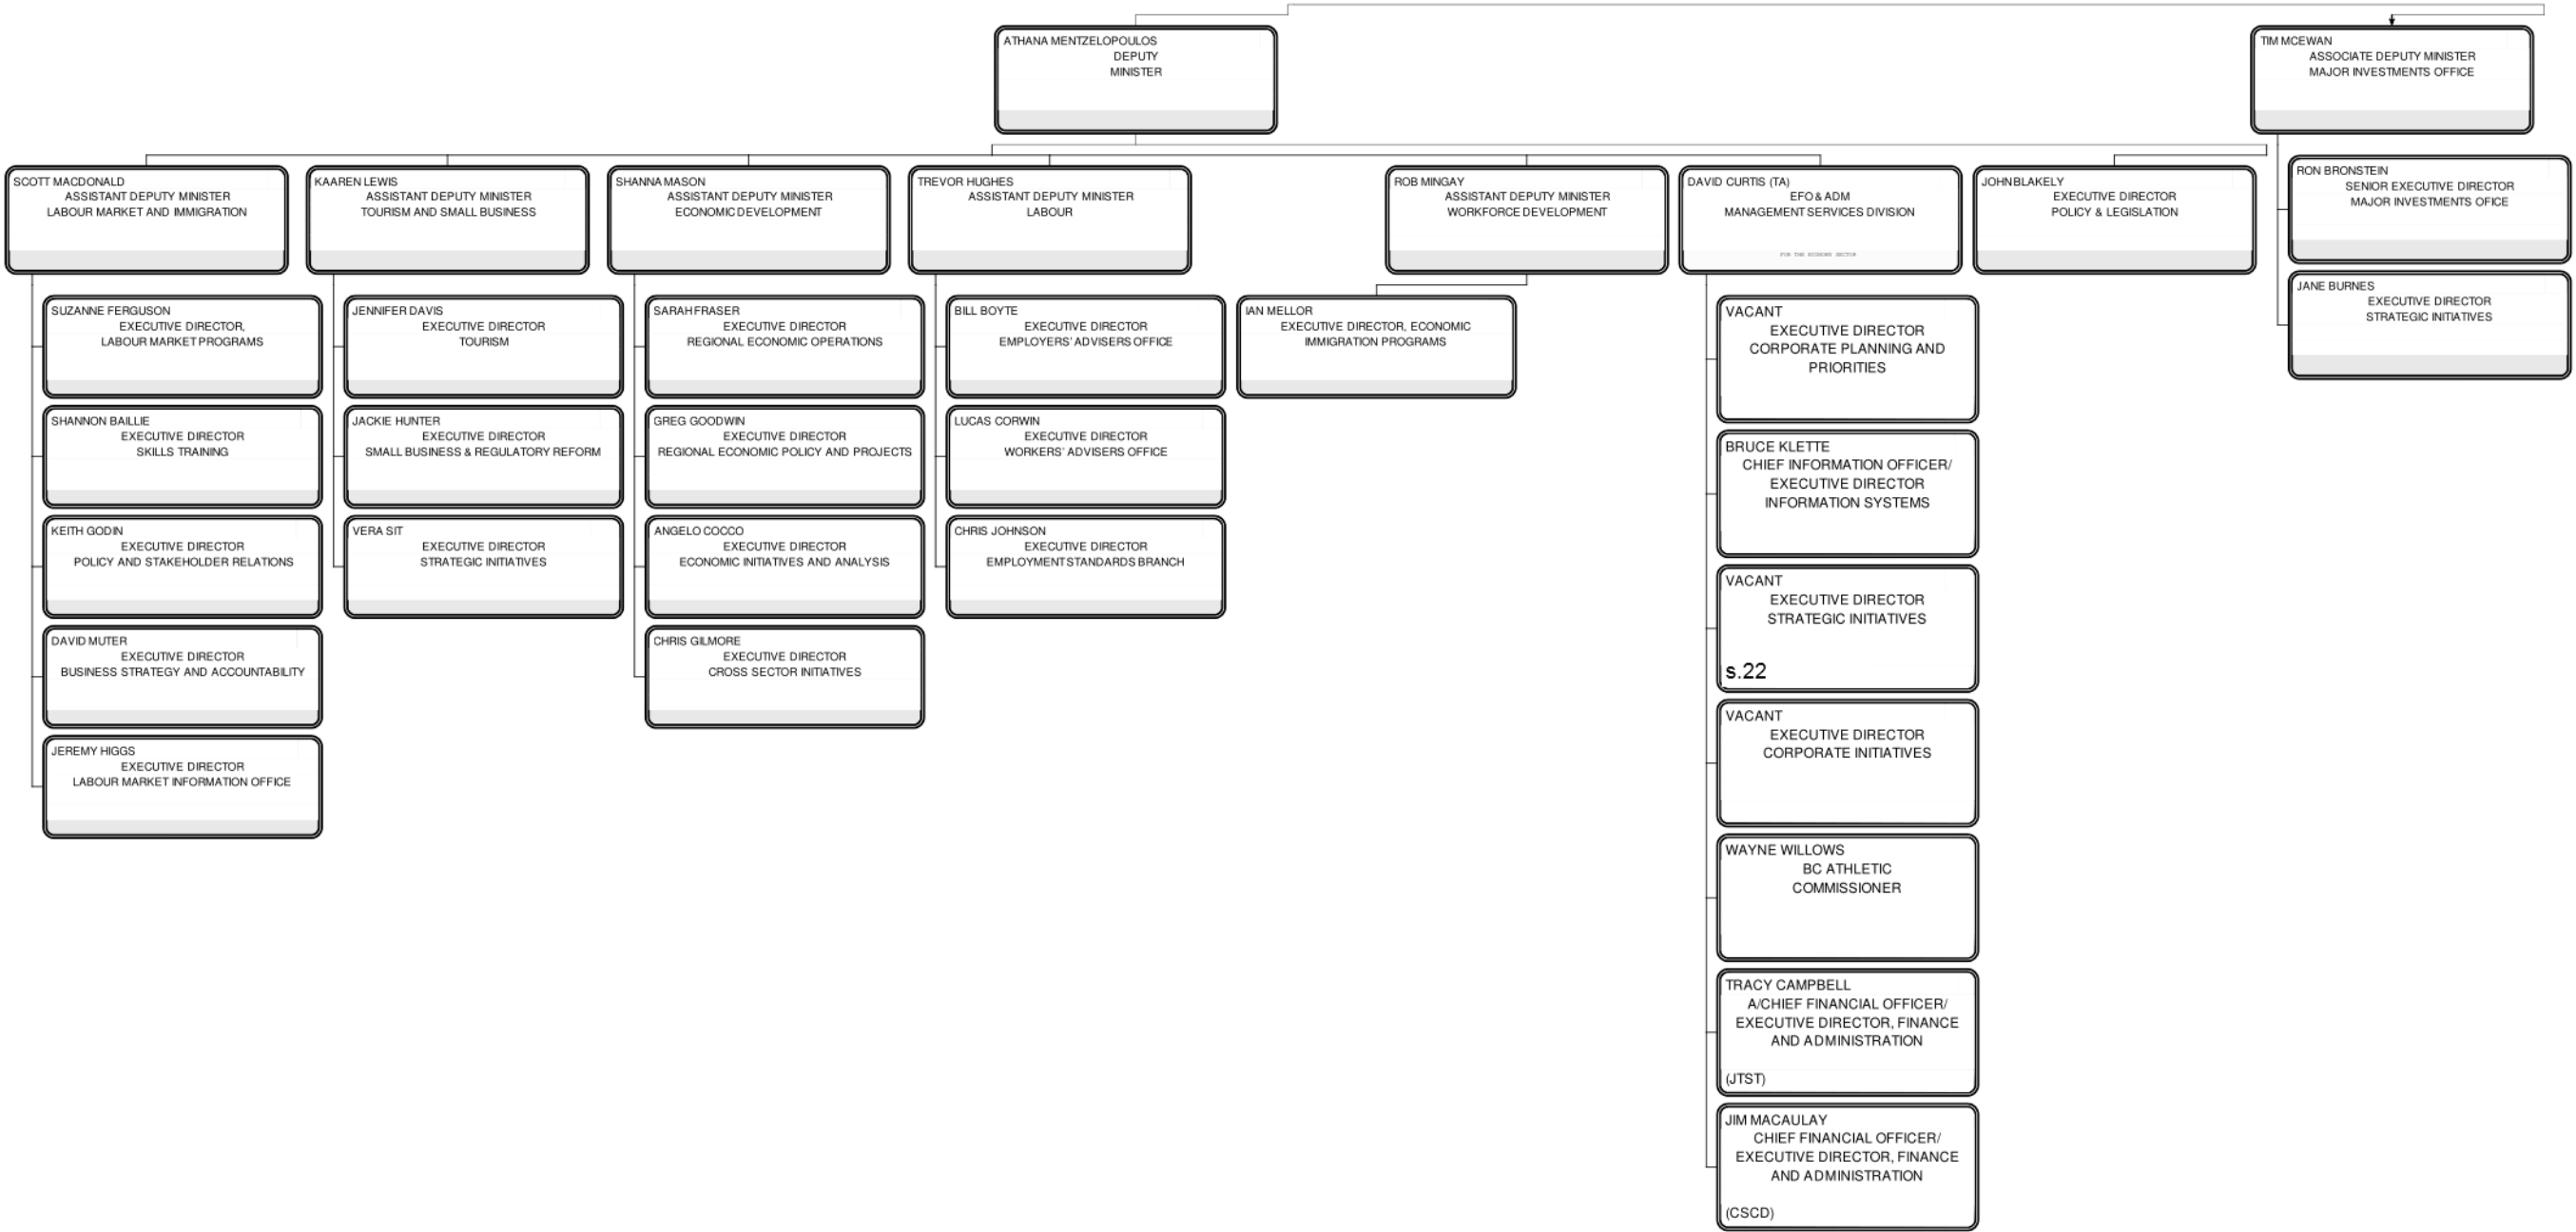 ATHANA MENTZELOPOULOS
DEPUTY
MINISTER
TIM MCEWAN
ASSOCIATE DEPUTY MINISTER
MAJOR INVESTMENTS OFFICE
SCOTT MACDONALD
ASSISTANT DEPUTY MINISTER
LABOUR MARKET AND IMMIGRATION
KAAREN LEWIS
ASSISTANT DEPUTY MINISTER
TOURISM AND SMALL BUSINESS
SHANNA MASON
ASSISTANT DEPUTY MINISTER
ECONOMIC DEVELOPMENT
TREVOR HUGHES
ASSISTANT DEPUTY MINISTER
LABOUR
ROB MINGAY
ASSISTANT DEPUTY MINISTER
WORKFORCE DEVELOPMENT
DAVID CURTIS (TA)
EFO & ADM
MANAGEMENT SERVICES DIVISION
FOR THE ECONOMY SECTOR
JOHN BLAKELY
EXECUTIVE DIRECTOR
POLICY & LEGISLATION
RON BRONSTEIN
SENIOR EXECUTIVE DIRECTOR
MAJOR INVESTMENTS OFICE
JANE BURNES
EXECUTIVE DIRECTOR
STRATEGIC INITIATIVES
SUZANNE FERGUSON
EXECUTIVE DIRECTOR,
LABOUR MARKET PROGRAMS
SHANNON BAILLIE
EXECUTIVE DIRECTOR
SKILLS TRAINING
KEITH GODIN
EXECUTIVE DIRECTOR
POLICY AND STAKEHOLDER RELATIONS
DAVID MUTER
EXECUTIVE DIRECTOR
BUSINESS STRATEGY AND ACCOUNTABILITY
JEREMY HIGGS
EXECUTIVE DIRECTOR
LABOUR MARKET INFORMATION OFFICE
JENNIFER DAVIS
EXECUTIVE DIRECTOR
TOURISM
JACKIE HUNTER
EXECUTIVE DIRECTOR
SMALL BUSINESS & REGULATORY REFORM
VERA SIT
EXECUTIVE DIRECTOR
STRATEGIC INITIATIVES
SARAH FRASER
EXECUTIVE DIRECTOR
REGIONAL ECONOMIC OPERATIONS
GREG GOODWIN
EXECUTIVE DIRECTOR
REGIONAL ECONOMIC POLICY AND PROJECTS
ANGELO COCCO
EXECUTIVE DIRECTOR
ECONOMIC INITIATIVES AND ANALYSIS
CHRIS GILMORE
EXECUTIVE DIRECTOR
CROSS SECTOR INITIATIVES
BILL BOYTE
EXECUTIVE DIRECTOR
EMPLOYERS' ADVISERS OFFICE
LUCAS CORWIN
EXECUTIVE DIRECTOR
WORKERS' ADVISERS OFFICE
CHRIS JOHNSON
EXECUTIVE DIRECTOR
EMPLOYMENT STANDARDS BRANCH
IAN MELLOR
EXECUTIVE DIRECTOR, ECONOMIC
IMMIGRATION PROGRAMS
VACANT
EXECUTIVE DIRECTOR
CORPORATE PLANNING AND
PRIORITIES
BRUCE KLETTE
CHIEF INFORMATION OFFICER/
EXECUTIVE DIRECTOR
INFORMATION SYSTEMS
VACANT
EXECUTIVE DIRECTOR
STRATEGIC INITIATIVES
s.22
VACANT
EXECUTIVE DIRECTOR
CORPORATE INITIATIVES
WAYNE WILLOWS
BC ATHLETIC
COMMISSIONER
TRACY CAMPBELL
A/CHIEF FINANCIAL OFFICER/
EXECUTIVE DIRECTOR, FINANCE
AND ADMINISTRATION
(JTST)
JIM MACAULAY
CHIEF FINANCIAL OFFICER/
EXECUTIVE DIRECTOR, FINANCE
AND ADMINISTRATION
(CSCD)